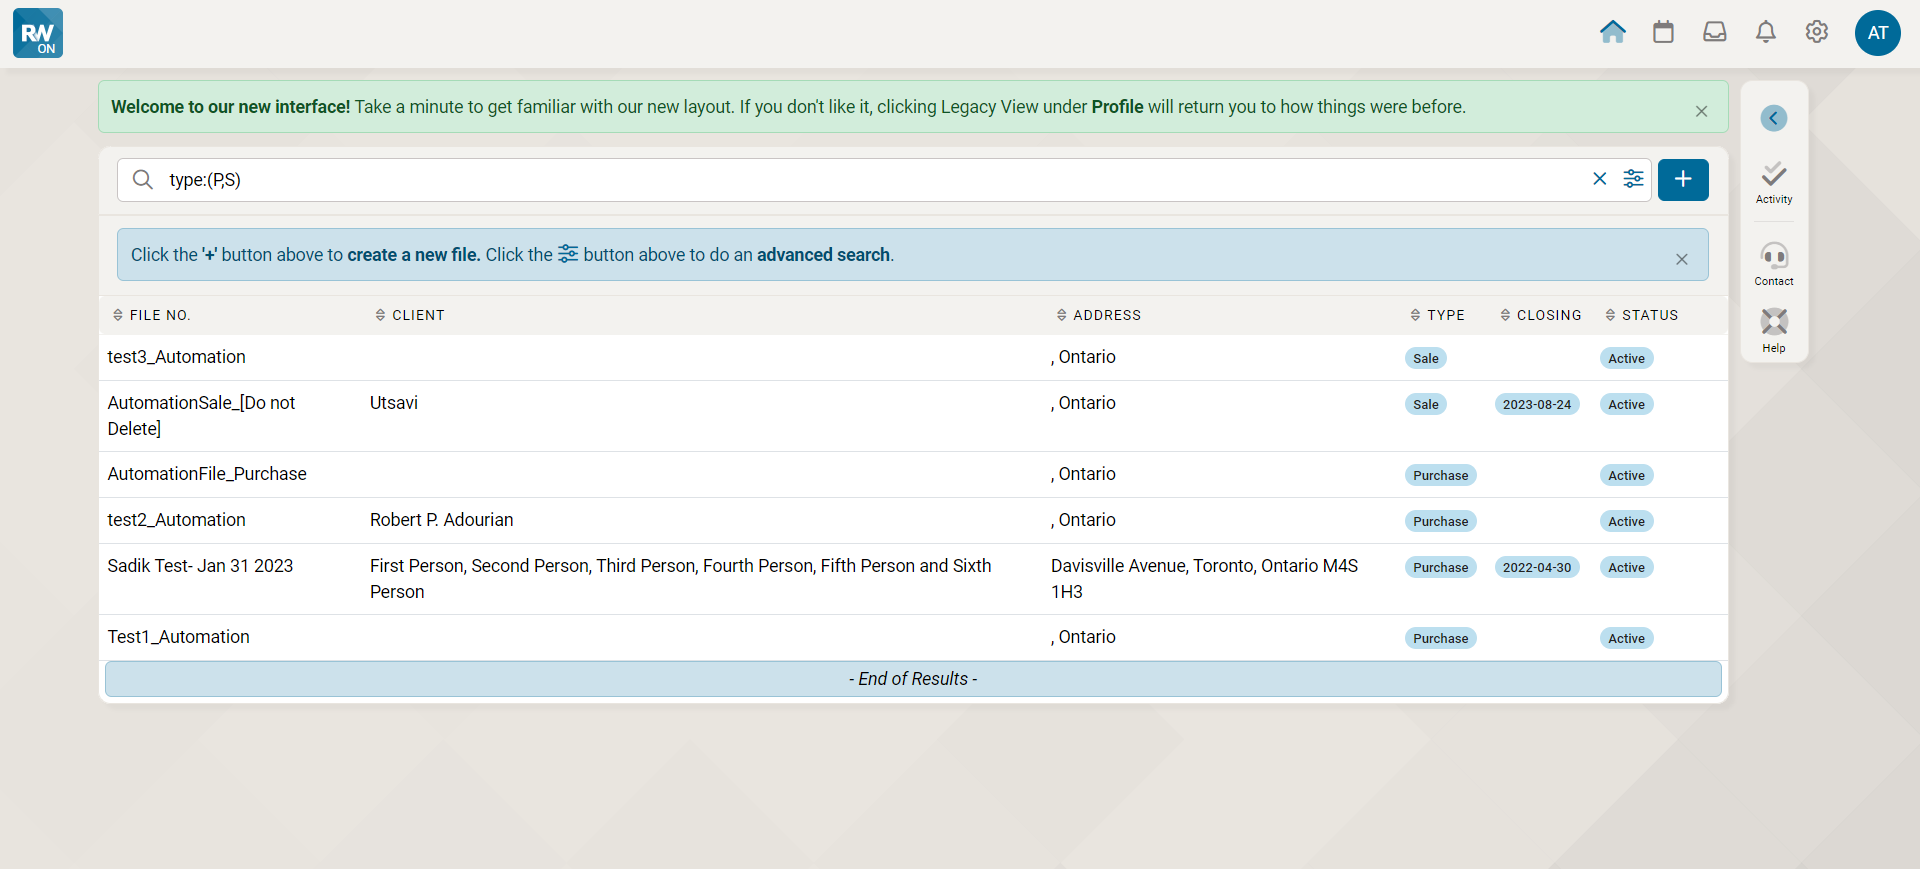 RW
ON
AT
Welcome to our new interface! Take a minute to get familiar with our new layout. If you don't like it, clicking Legacy View under Profile will return you to how things were before.
type:(P,S)
Click the '+' button above to create a new file. Click the button above to do an advanced search.
FILE NO. CLIENT ADDRESS TYPE CLOSING STATUS
test3_Automation , Ontario Sale Active
AutomationSale_[Do not Utsavi , Ontario Sale 2023-08-24 Active
Delete]
AutomationFile_Purchase , Ontario Purchase Active
test2_Automation Robert P. Adourian , Ontario Purchase Active
Sadik Test- Jan 31 2023 First Person, Second Person, Third Person, Fourth Person, Fifth Person and Sixth Davisville Avenue, Toronto, Ontario M4S Purchase 2022-04-30 Active
Person 1H3
Test1_Automation , Ontario Purchase Active
- End of Results -
Activity
Contact
Help